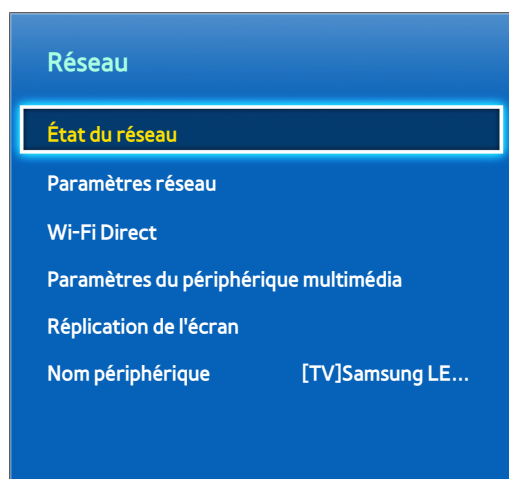 Réseau
État du réseau
Paramètres réseau
Wi-Fi Direct
Paramètres du périphérique multimédia
Réplication de l'écran
Nom périphérique [TV]Samsung LE...